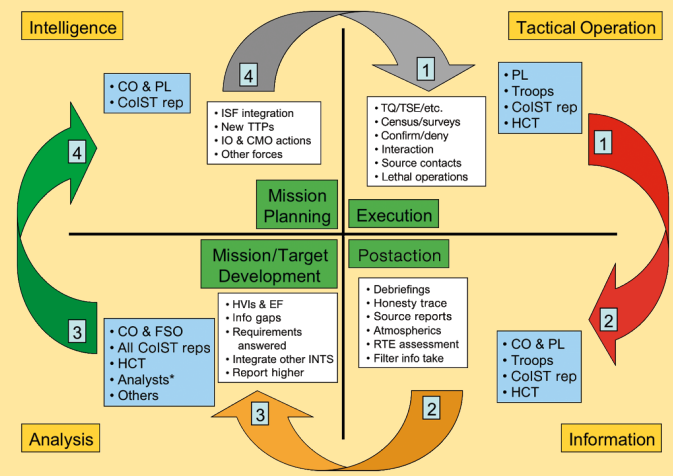 Intelligence
Tactical Operation
4
1
• CO & PL
• CoIST rep
• ISF integration
• New TTPs
• IO & CMO actions
• Other forces
• TQ/TSE/etc.
• Census/surveys
• Confirm/deny
• Interaction
• Source contacts
• Lethal operations
• PL
• Troops
• CoIST rep
• HCT
4
1
Mission
Planning
Execution
Mission/Target
Development
Postaction
• HVIs & EF
• Info gaps
• Requirements
answered
• Integrate other INTS
• Report higher
• Debriefings
• Honesty trace
• Source reports
• Atmospherics
• RTE assessment
• Filter info take
3
2
• CO & FSO
• All CoIST reps
• HCT
• Analysts*
• Others
• CO & PL
• Troops
• CoIST rep
• HCT
3
2
Analysis
Information